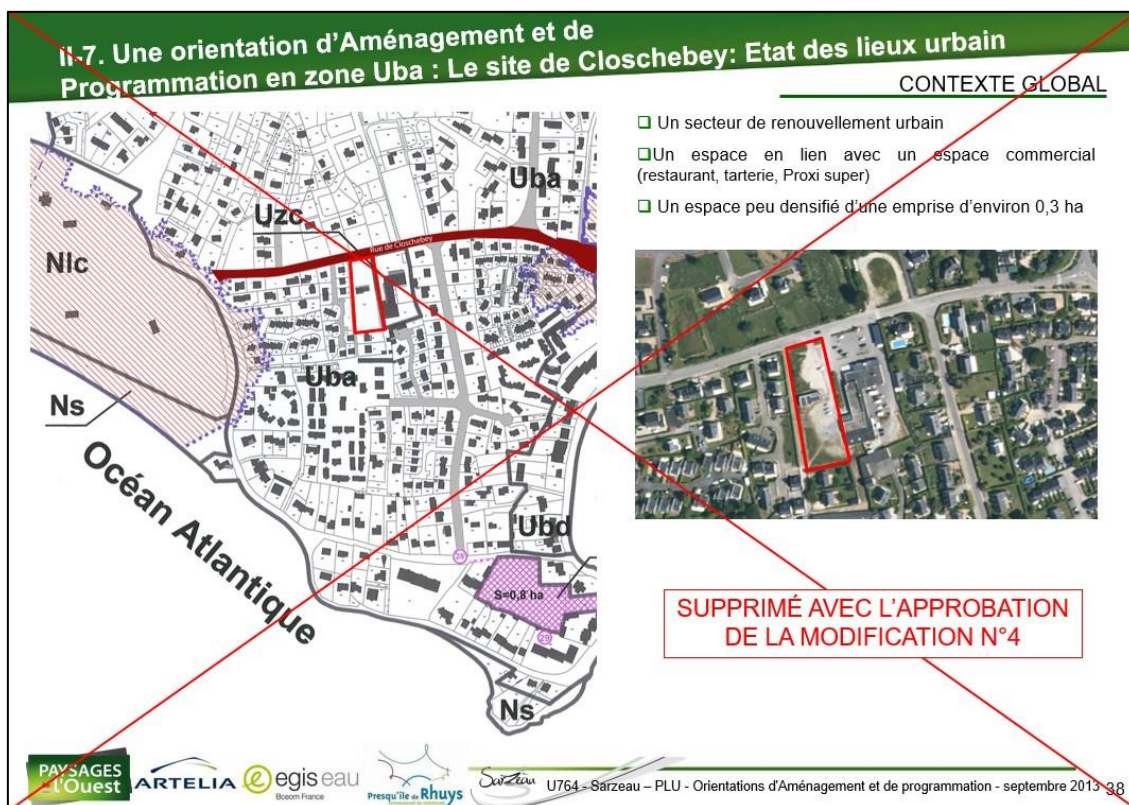 II-7. Une orientation d'Aménagement et de
Programmation en zone Uba : Le site de Closchebey: Etat des lieux urbain
CONTEXTE GLOBAL
Un secteur de renouvellement urbain
Un espace en lien avec un espace commercial
(restaurant, tarterie, Proxi super)
Un espace peu densifié d'une emprise d'environ 0,3 ha
Uba
Uzc
Rue de Closchebey
Nlc
Uba
Ns
Océan Atlantique
Ubd
28
S=0,8 ha
29
Ns
SUPPRIMÉ AVEC L'APPROBATION
DE LA MODIFICATION N°4
PAYSAGES
de l'Ouest
ARTELIA
egis eau
Bceom France
Presqu'île de Rhuys
Sarzeau
U764 - Sarzeau – PLU - Orientations d'Aménagement et de programmation - septembre 2013
38